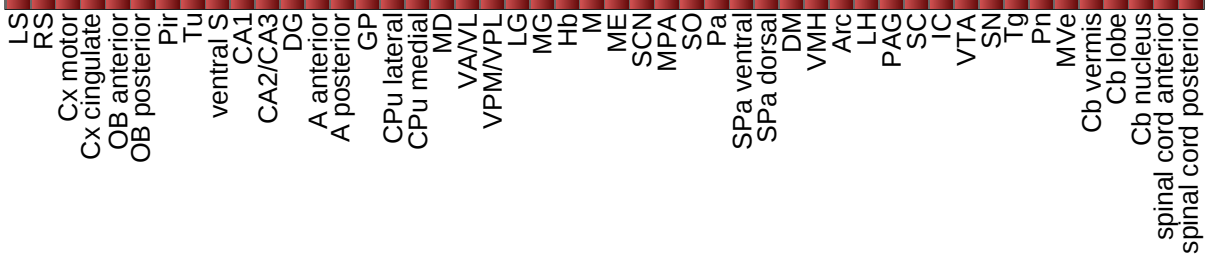 LS
RS
Cx motor
Cx cingulate
OB anterior
OB posterior
Pir
Tu
ventral S
CA1
CA2/CA3
DG
A anterior
A posterior
GP
CPu lateral
CPu medial
MD
VA/VL
VPM/VPL
LG
MG
Hb
M
ME
SCN
MPA
SO
Pa
SPa ventral
SPa dorsal
DM
VMH
Arc
LH
PAG
SC
IC
VTA
SN
Tg
Pn
MVe
Cb vermis
Cb lobe
Cb nucleus
spinal cord anterior
spinal cord posterior